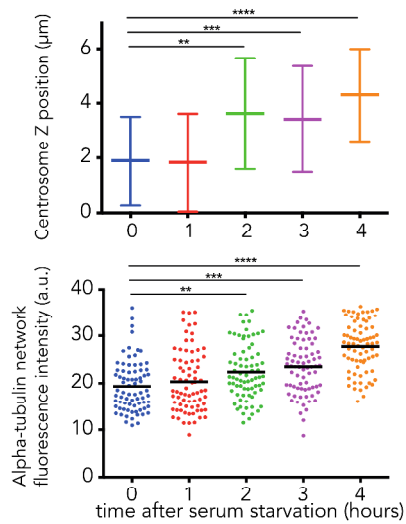 ****
***
**
Centrosome Z position (µm)
6
4
2
0
0 1 2 3 4
****
***
**
Alpha-tubulin network
fluorescence intensity (a.u.)
40
30
20
10
0
0 1 2 3 4
time after serum starvation (hours)